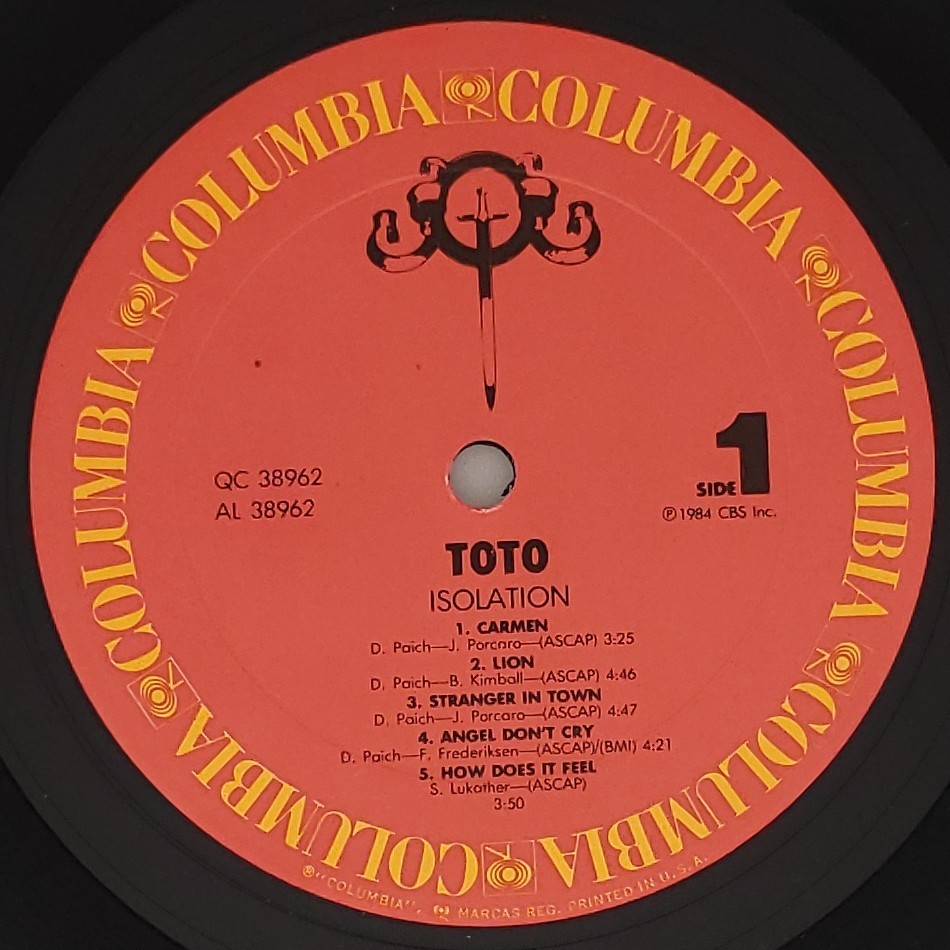 COLUMBIA COLUMBIA COLUMBIA COLUMBIA COLUMBIA COLUMBIA COLUMBIA
QC 38962
AL 38962
SIDE 1
℗ 1984 CBS Inc.
TOTO
ISOLATION
1. CARMEN
D. Paich—J. Porcaro—(ASCAP) 3:25
2. LION
D. Paich—B. Kimball—(ASCAP) 4:46
3. STRANGER IN TOWN
D. Paich—J. Porcaro—(ASCAP) 4:47
4. ANGEL DON'T CRY
D. Paich—F. Frederiksen—(ASCAP)/(BMI) 4:21
5. HOW DOES IT FEEL
S. Lukather—(ASCAP)
3:50
® "COLUMBIA", MARCAS REG. PRINTED IN U.S.A.